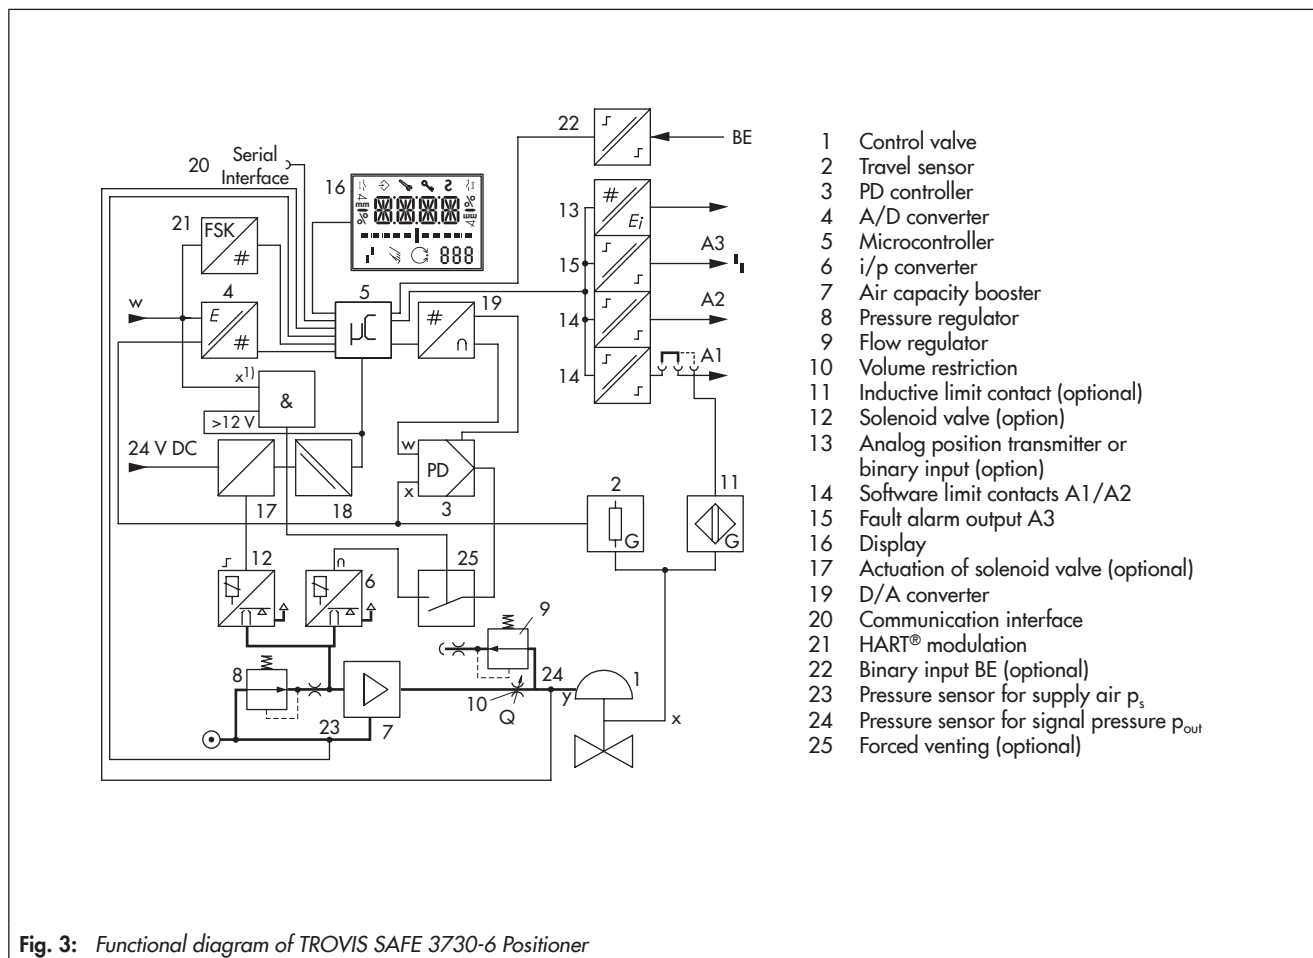 22
BE
20
Serial
Interface
16
mm
%
%
mm
888
13
#
Ei
21
FSK
#
15
A3
w
4
E
#
5
µC
19
#
∩
14
A2
14
A1
x1)
&
>12 V
24 V DC
w
PD
x
3
17
18
2
G
11
G
12
∩
6
25
9
8
7
23
10
Q
24
y
1
x
1 Control valve
2 Travel sensor
3 PD controller
4 A/D converter
5 Microcontroller
6 i/p converter
7 Air capacity booster
8 Pressure regulator
9 Flow regulator
10 Volume restriction
11 Inductive limit contact (optional)
12 Solenoid valve (option)
13 Analog position transmitter or
binary input (option)
14 Software limit contacts A1/A2
15 Fault alarm output A3
16 Display
17 Actuation of solenoid valve (optional)
19 D/A converter
20 Communication interface
21 HART® modulation
22 Binary input BE (optional)
23 Pressure sensor for supply air ps
24 Pressure sensor for signal pressure pout
25 Forced venting (optional)
Fig. 3: Functional diagram of TROVIS SAFE 3730-6 Positioner